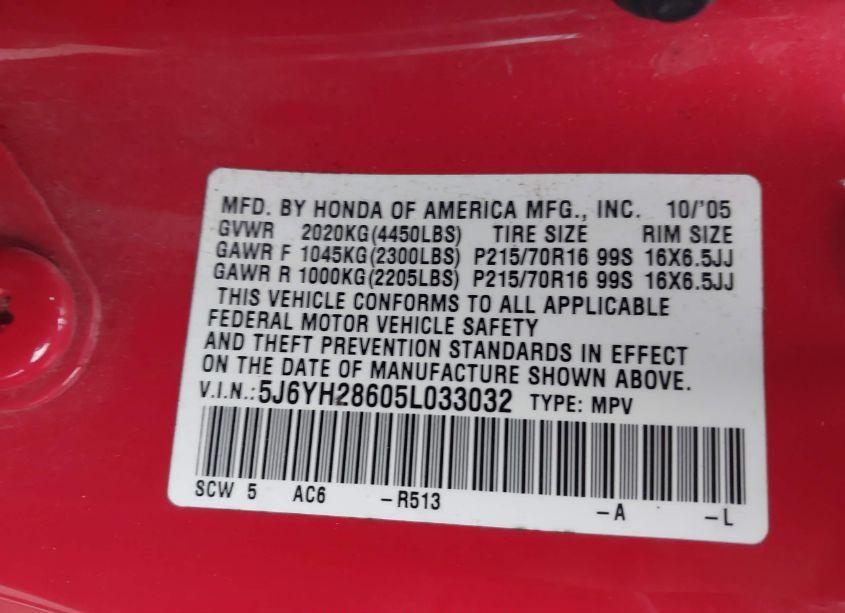 MFD. BY HONDA OF AMERICA MFG., INC. 10/'05
GVWR 2020KG(4450LBS) TIRE SIZE RIM SIZE
GAWR F 1045KG(2300LBS) P215/70R16 99S 16X6.5JJ
GAWR R 1000KG(2205LBS) P215/70R16 99S 16X6.5JJ
THIS VEHICLE CONFORMS TO ALL APPLICABLE
FEDERAL MOTOR VEHICLE SAFETY
AND THEFT PREVENTION STANDARDS IN EFFECT
ON THE DATE OF MANUFACTURE SHOWN ABOVE.
V.I.N.:5J6YH28605L033032 TYPE: MPV
SCW 5 AC6 -R513 -A -L